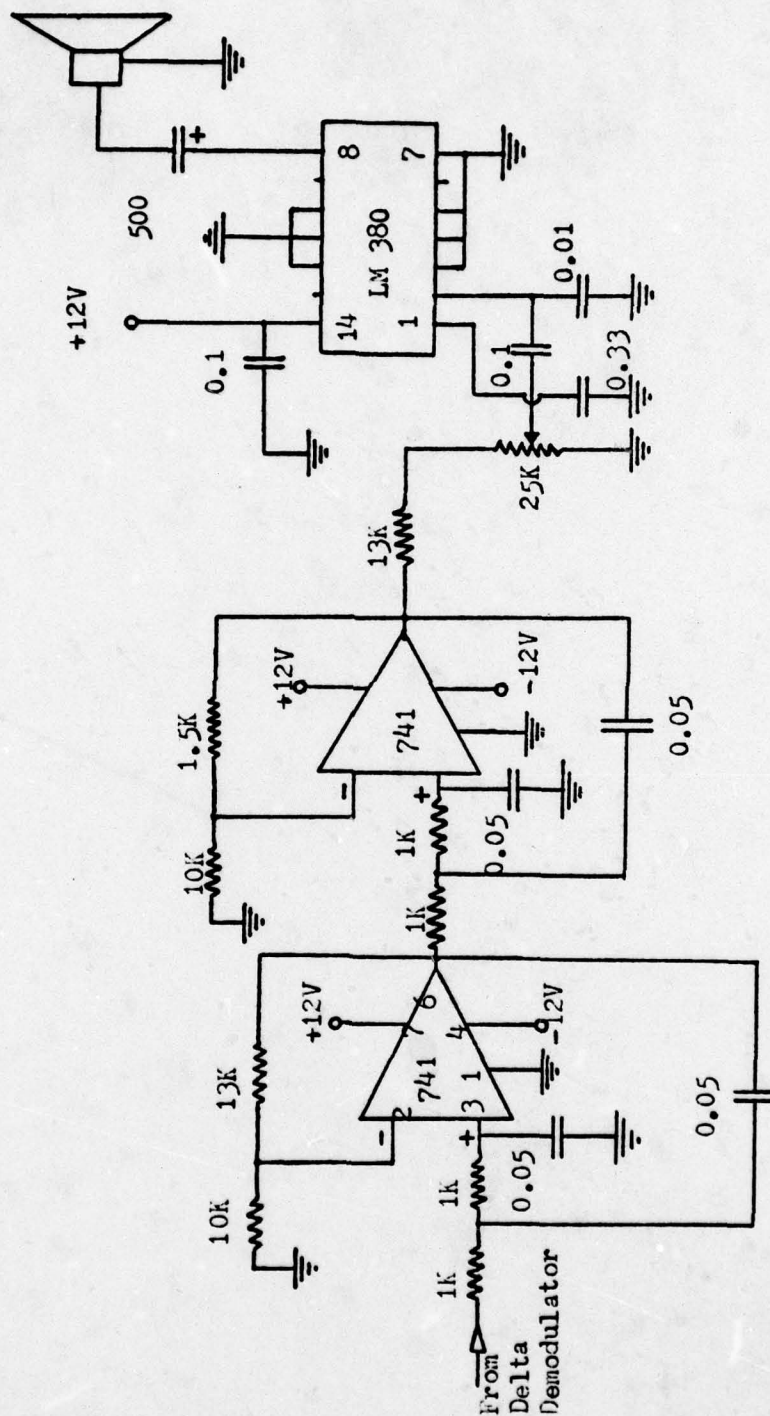 From
Delta
Demodulator
1K
1K
0.05
10K
13K
+12V
-
2
+
3
741
1
7
6
4
-12V
0.05
1K
1K
0.05
10K
1.5K
+12V
-
+
741
-12V
0.05
13K
25K
0.1
0.33
0.01
+12V
0.1
500
14
1
LM 380
8
7
+